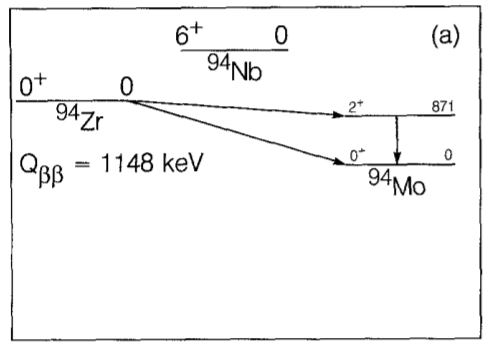 (a)
6+ 0
94Nb
0+ 0
94Zr
2+ 871
0+ 0
94Mo
Qββ = 1148 keV